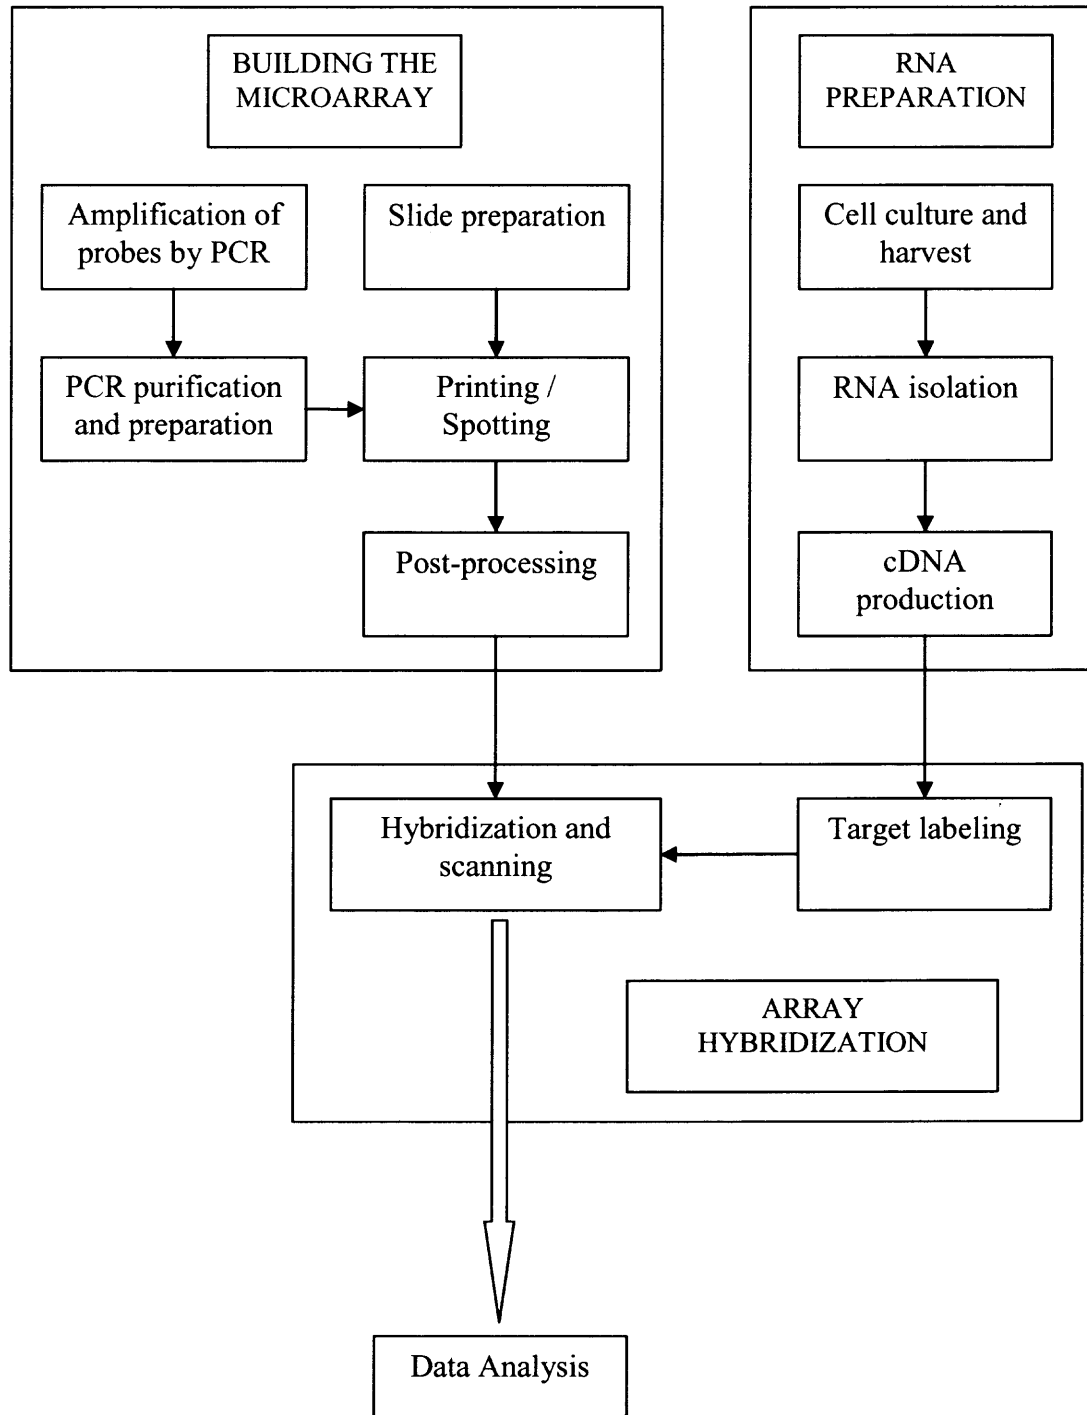 BUILDING THE
MICROARRAY
RNA
PREPARATION
Amplification of
probes by PCR
Slide preparation
Cell culture and
harvest
PCR purification
and preparation
Printing /
Spotting
RNA isolation
Post-processing
cDNA
production
Hybridization and
scanning
Target labeling
ARRAY
HYBRIDIZATION
Data Analysis